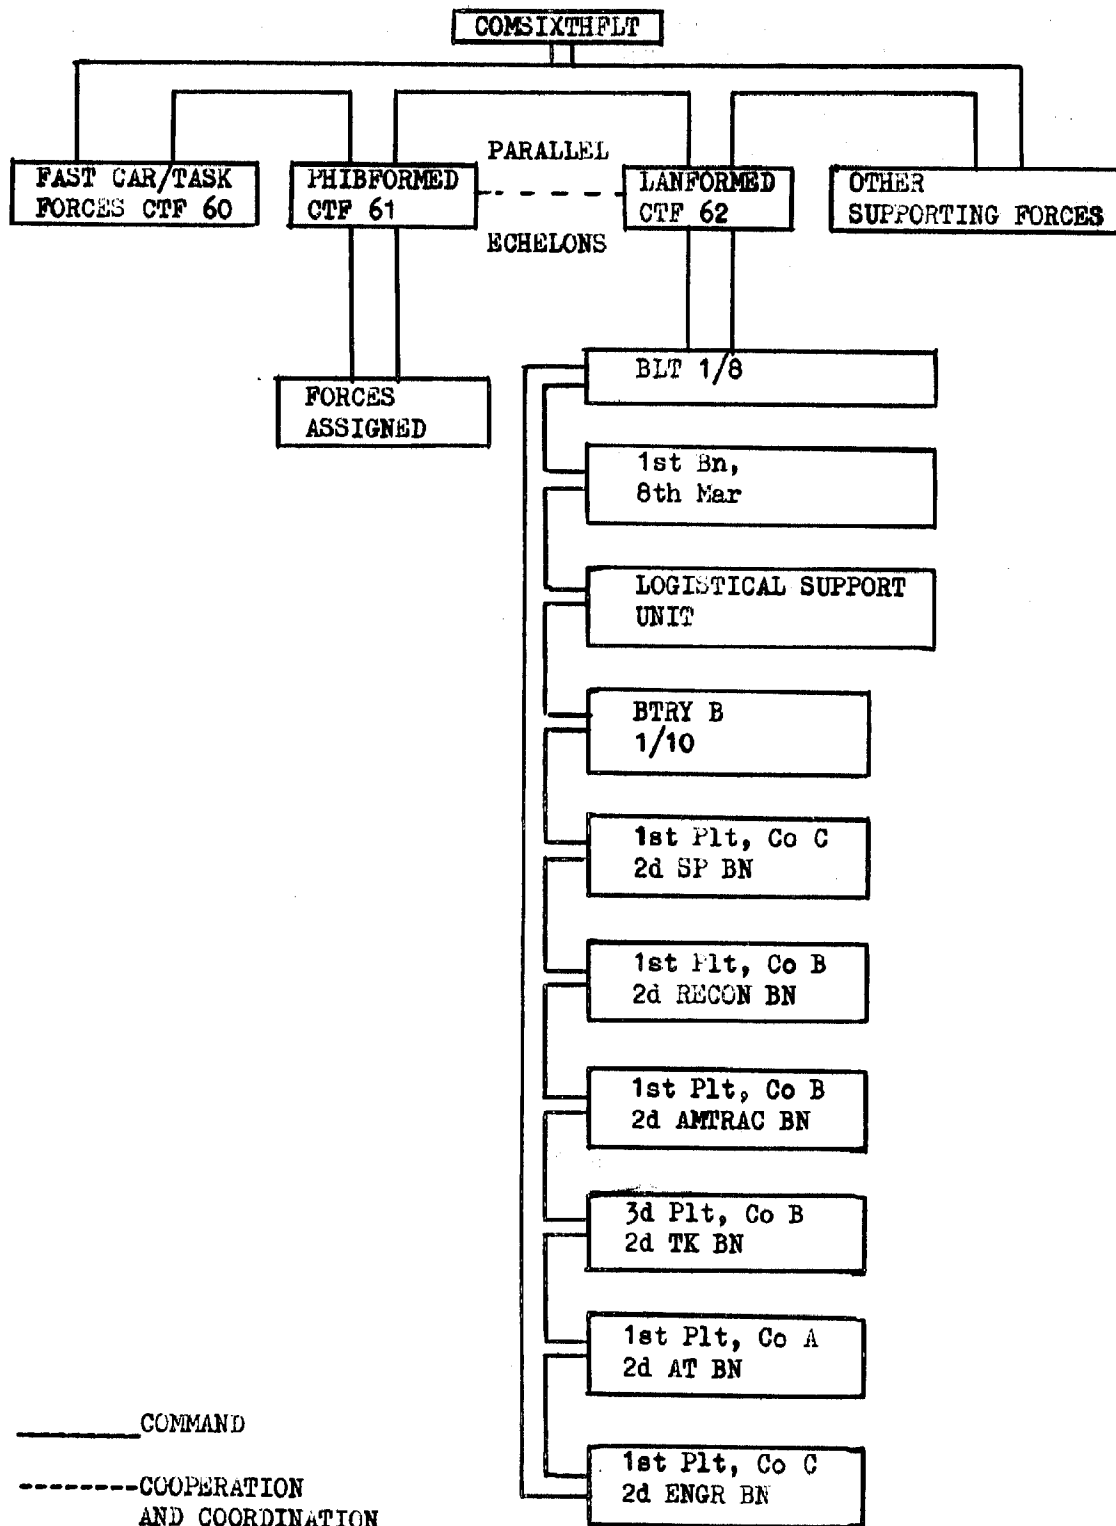 COMSIXTHFLT
PARALLEL
FAST CAR/TASK
FORCES CTF 60
PHIBFORMED
CTF 61
LANFORMED
CTF 62
OTHER
SUPPORTING FORCES
ECHELONS
BLT 1/8
FORCES
ASSIGNED
1st Bn,
8th Mar
LOGISTICAL SUPPORT
UNIT
BTRY B
1/10
1st Plt, Co C
2d SP BN
1st Plt, Co B
2d RECON BN
1st Plt, Co B
2d AMTRAC BN
3d Plt, Co B
2d TK BN
1st Plt, Co A
2d AT BN
1st Plt, Co C
2d ENGR BN
COMMAND
COOPERATION
AND COORDINATION